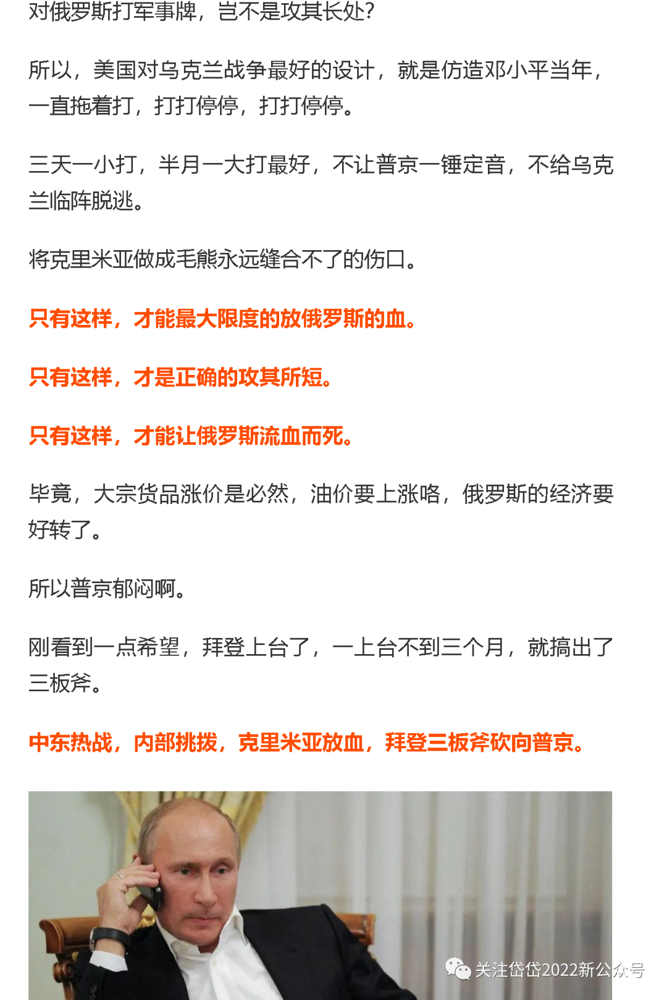 对俄罗斯打军事牌，岂不是攻其长处？
所以，美国对乌克兰战争最好的设计，就是仿造邓小平当年，
一直拖着打，打打停停，打打停停。
三天一小打，半月一大打最好，不让普京一锤定音，不给乌克
兰临阵脱逃。
将克里米亚做成毛熊永远缝合不了的伤口。
只有这样，才能最大限度的放俄罗斯的血。
只有这样，才是正确的攻其所短。
只有这样，才能让俄罗斯流血而死。
毕竟，大宗货品涨价是必然，油价要上涨咯，俄罗斯的经济要
好转了。
所以普京郁闷啊。
刚看到一点希望，拜登上台了，一上台不到三个月，就搞出了
三板斧。
中东热战，内部挑拨，克里米亚放血，拜登三板斧砍向普京。
关注岱岱2022新公众号